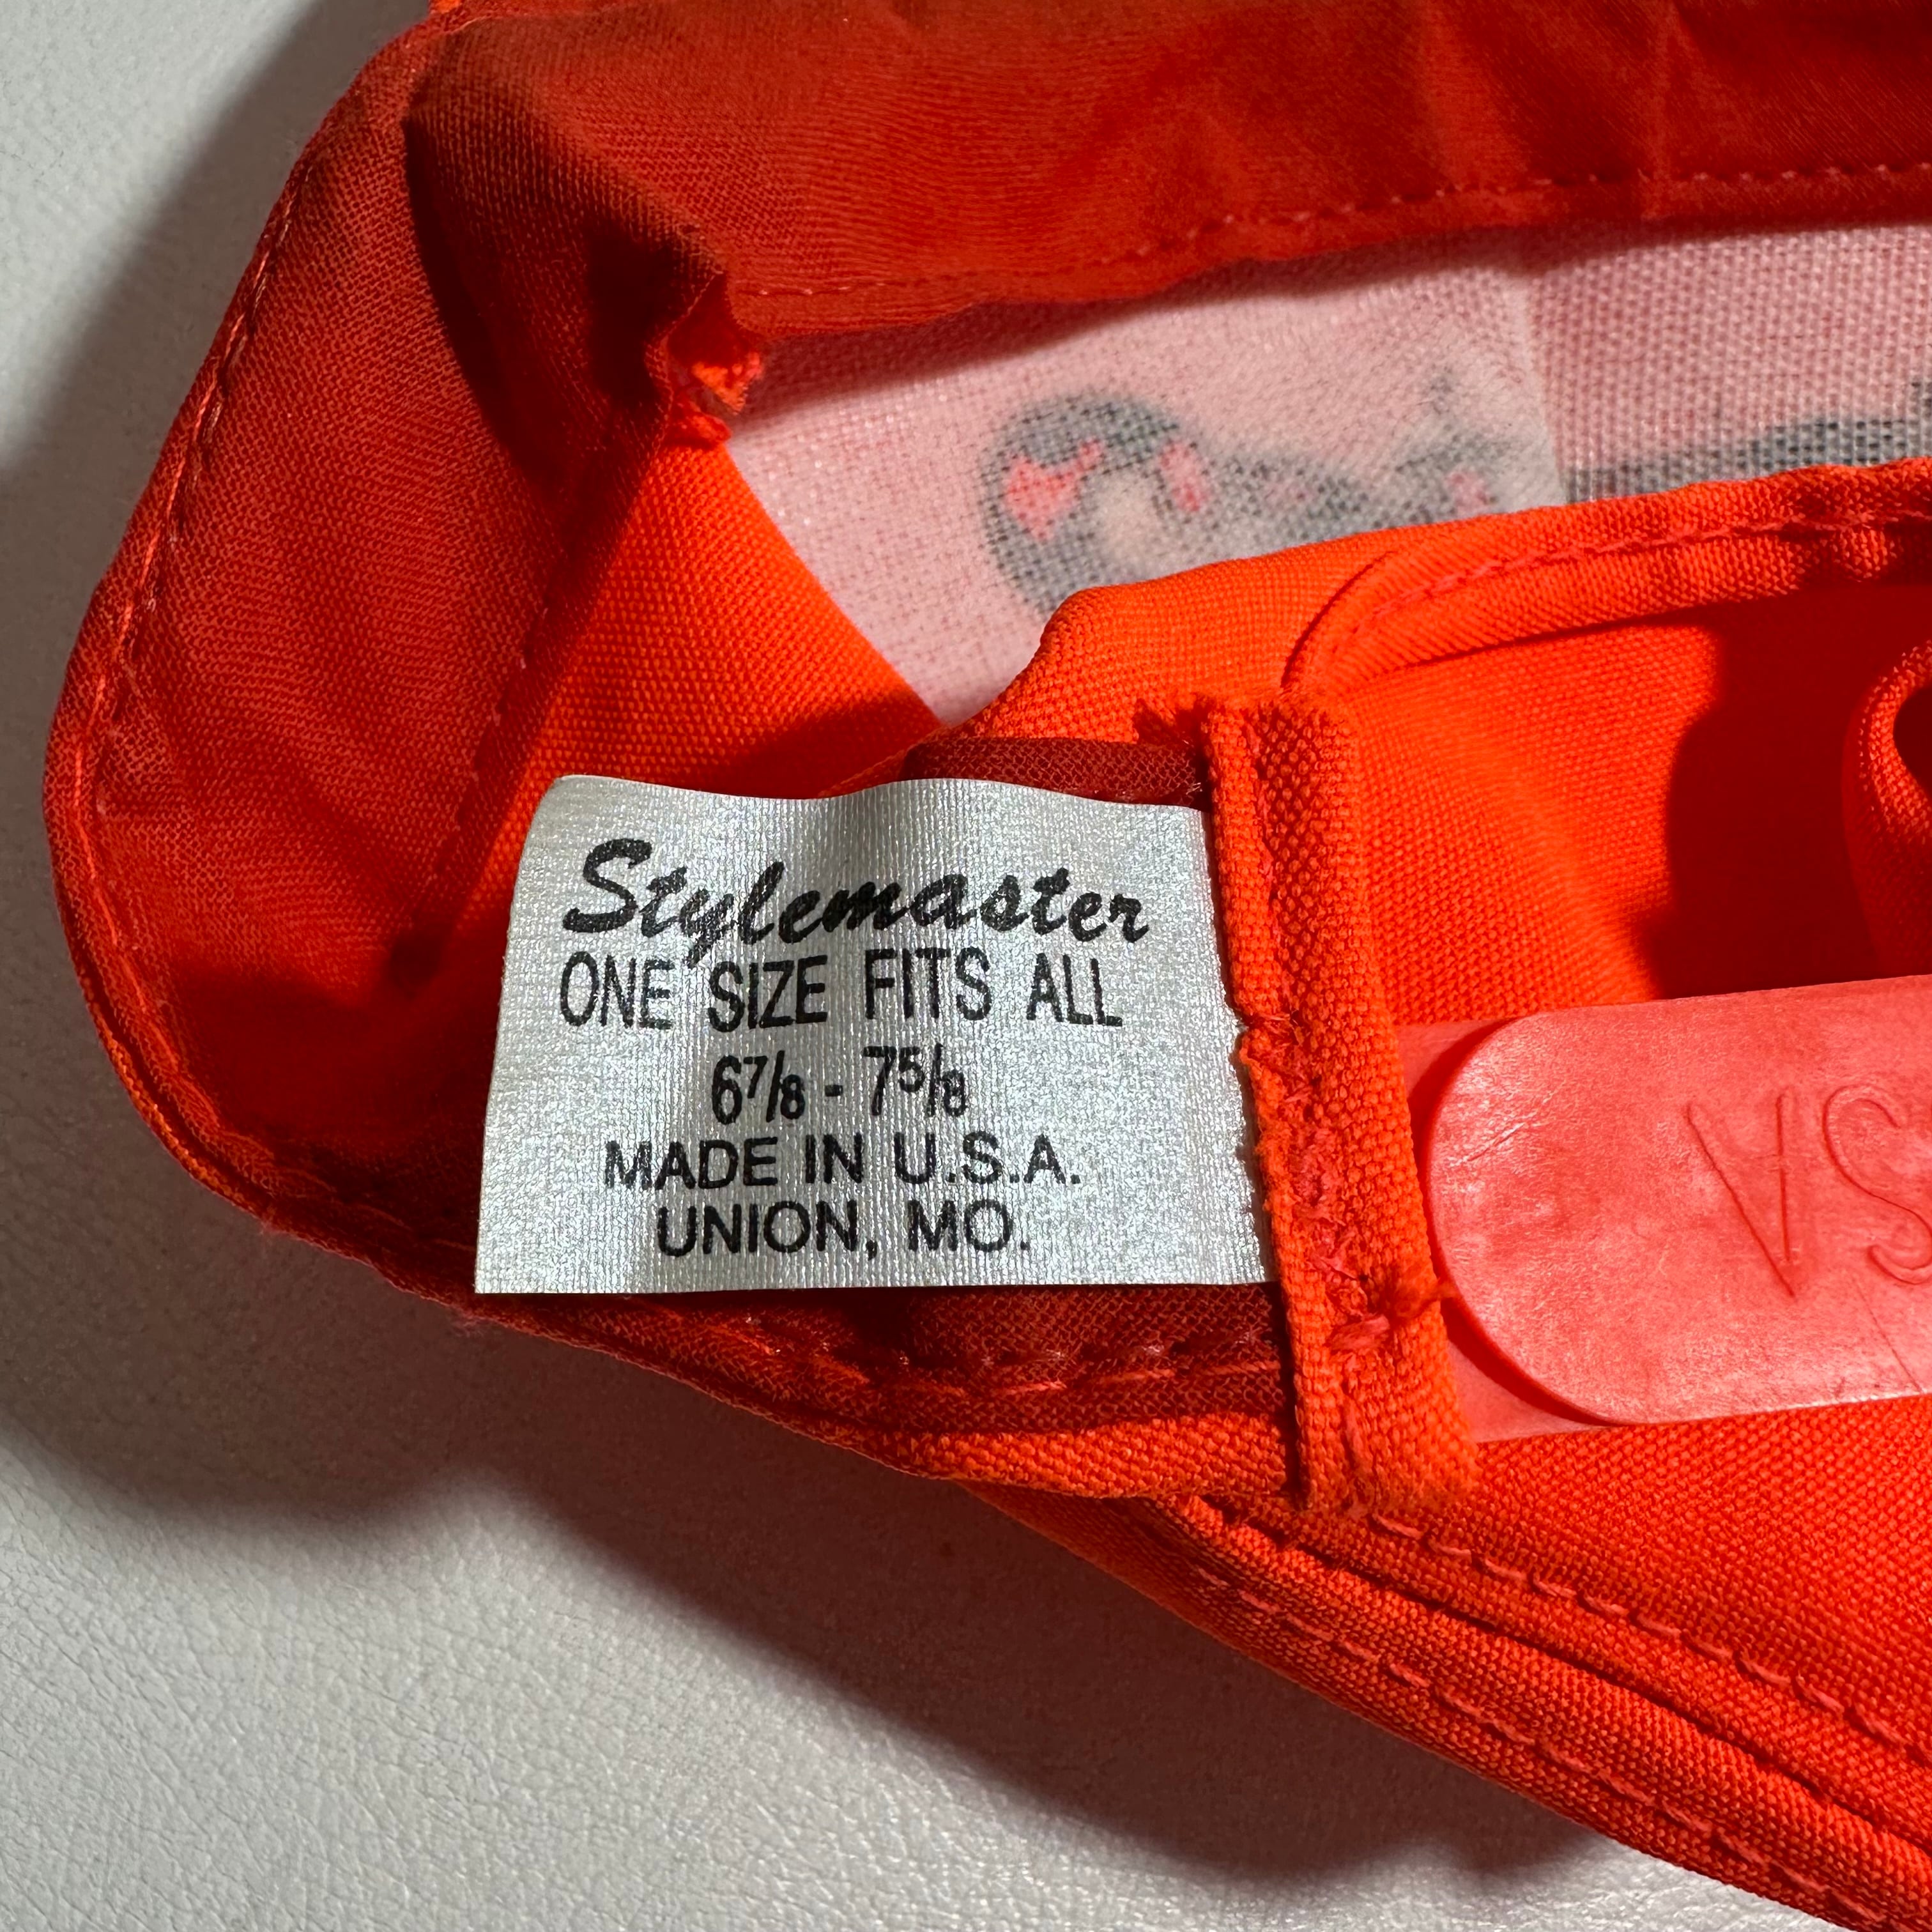 Stylemaster
ONE SIZE FITS ALL
6⅞ - 7⅝
MADE IN U.S.A.
UNION, MO.